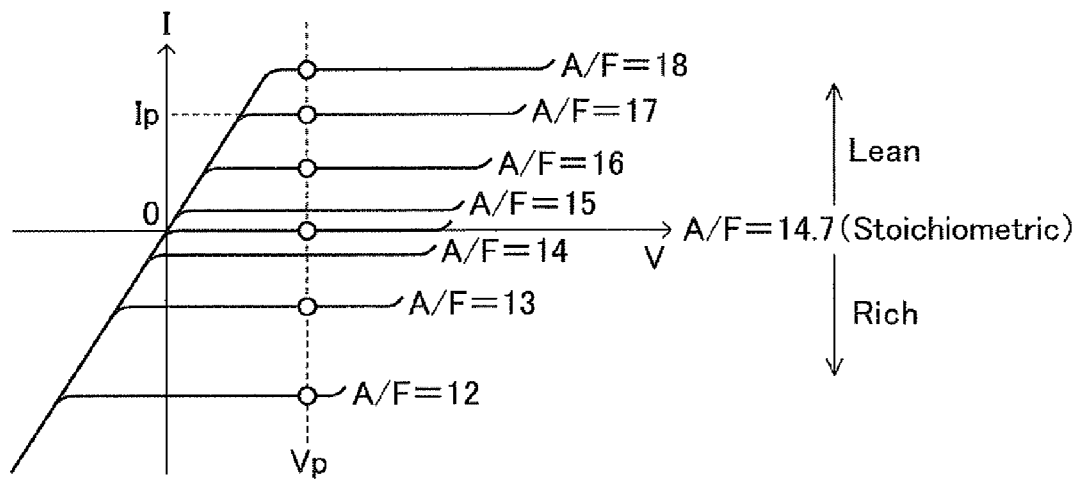 I
A/F=18
Ip
A/F=17
Lean
A/F=16
0
A/F=15
V
A/F=14.7(Stoichiometric)
A/F=14
A/F=13
Rich
A/F=12
Vp